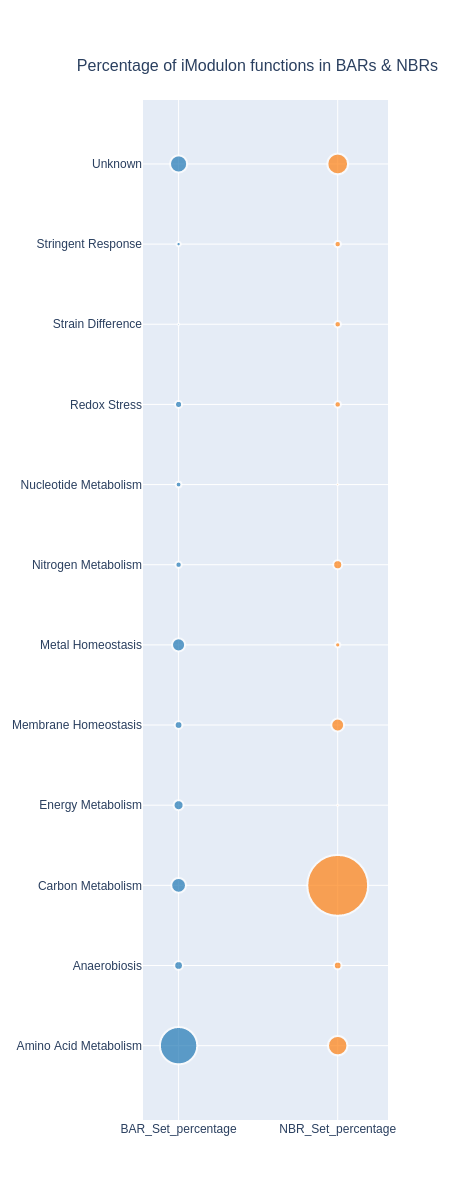 Percentage of iModulon functions in BARs & NBRs
Unknown
Stringent Response
Strain Difference
Redox Stress
Nucleotide Metabolism
Nitrogen Metabolism
Metal Homeostasis
Membrane Homeostasis
Energy Metabolism
Carbon Metabolism
Anaerobiosis
Amino Acid Metabolism
BAR_Set_percentage NBR_Set_percentage